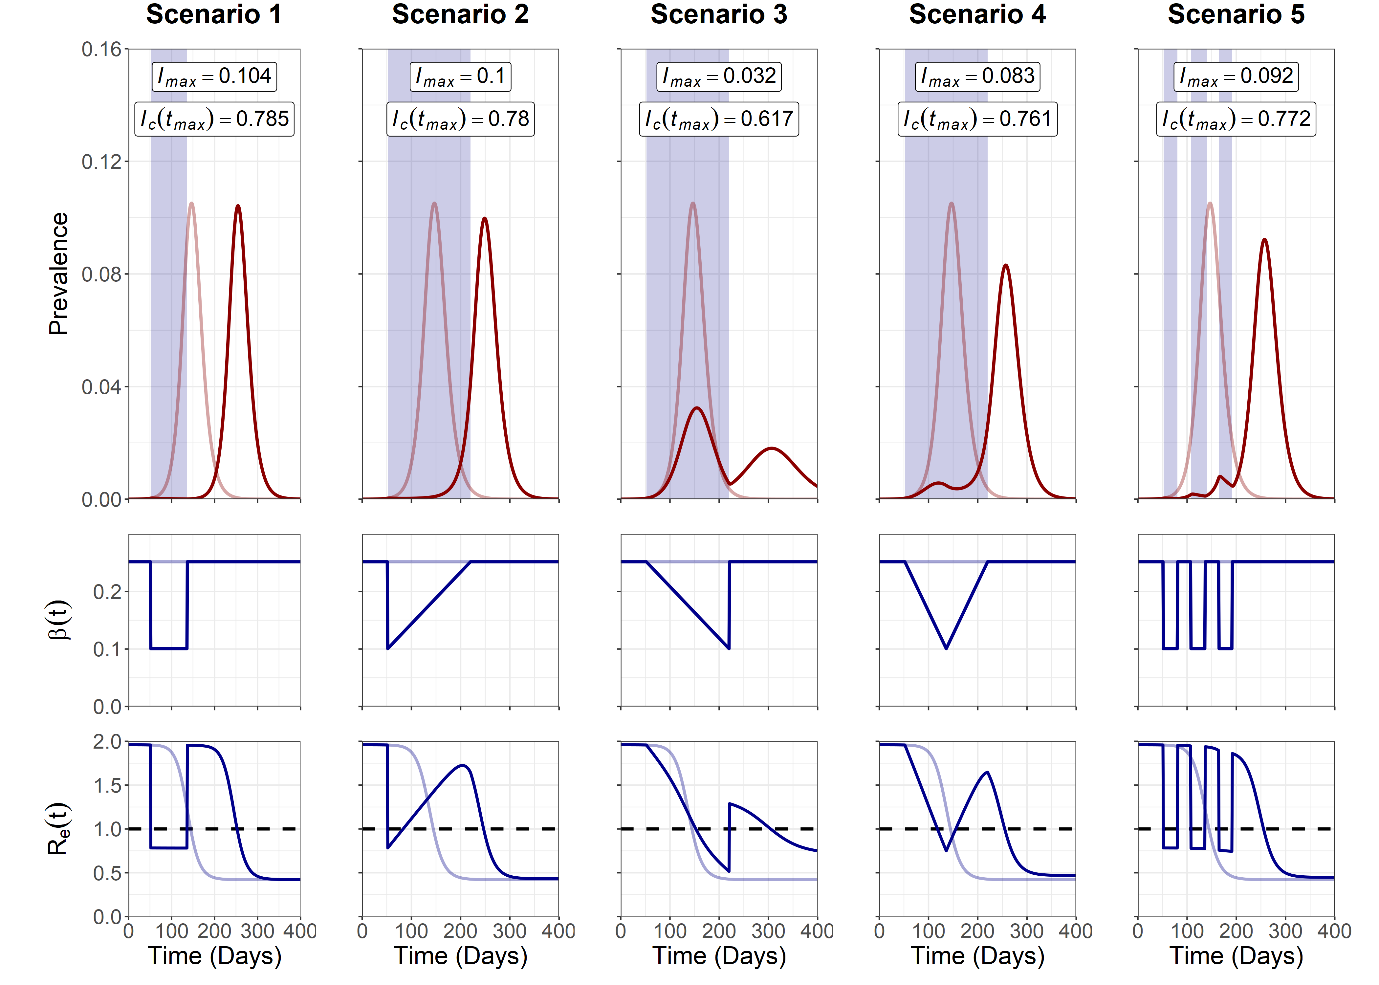 Scenario 1 Scenario 2 Scenario 3 Scenario 4 Scenario 5
0.16
I_max = 0.104 I_max = 0.1 I_max = 0.032 I_max = 0.083 I_max = 0.092
I_c(t_max) = 0.785 I_c(t_max) = 0.78 I_c(t_max) = 0.617 I_c(t_max) = 0.761 I_c(t_max) = 0.772
0.12
Prevalence
0.08
0.04
0.00
β(t)
0.2
0.1
0.0
R_e(t)
2.0
1.5
1.0
0.5
0.0
0 100 200 300 400 0 100 200 300 400 0 100 200 300 400 0 100 200 300 400 0 100 200 300 400
Time (Days) Time (Days) Time (Days) Time (Days) Time (Days)